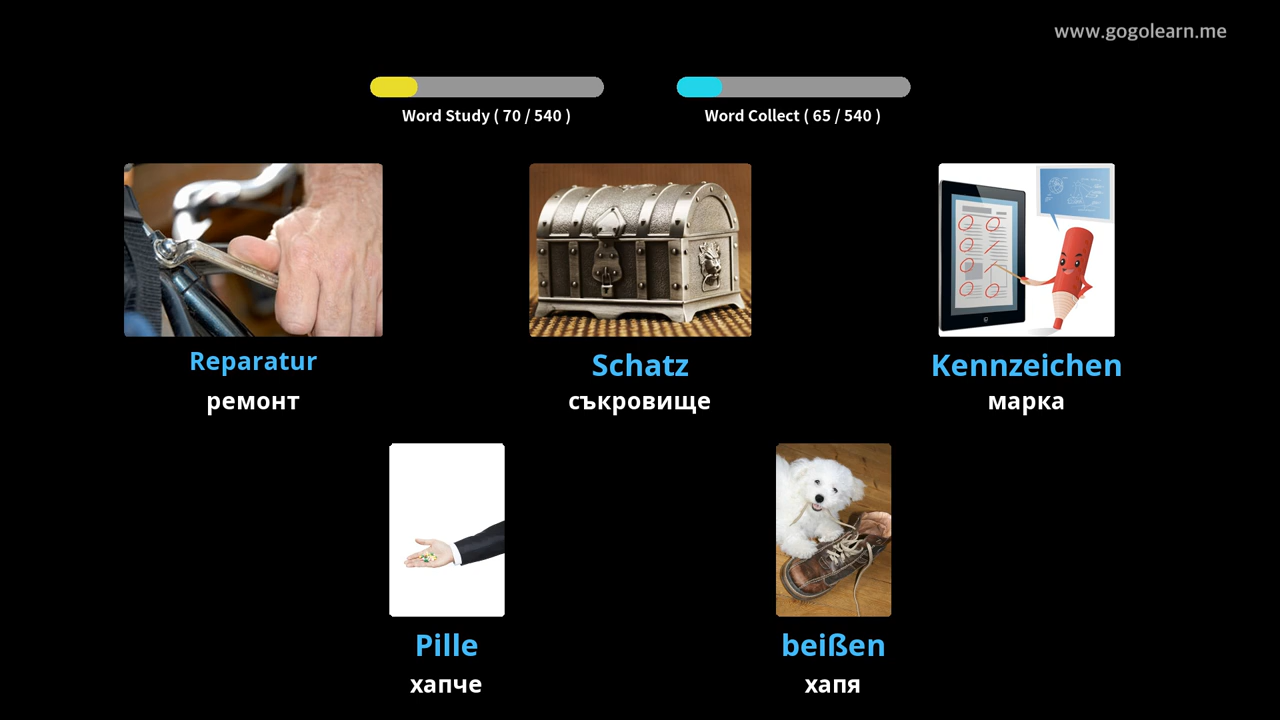 www.gogolearn.me
Word Study ( 70 / 540 )
Word Collect ( 65 / 540 )
Reparatur
ремонт
Schatz
съкровище
Kennzeichen
марка
Pille
хапче
beißen
хапя